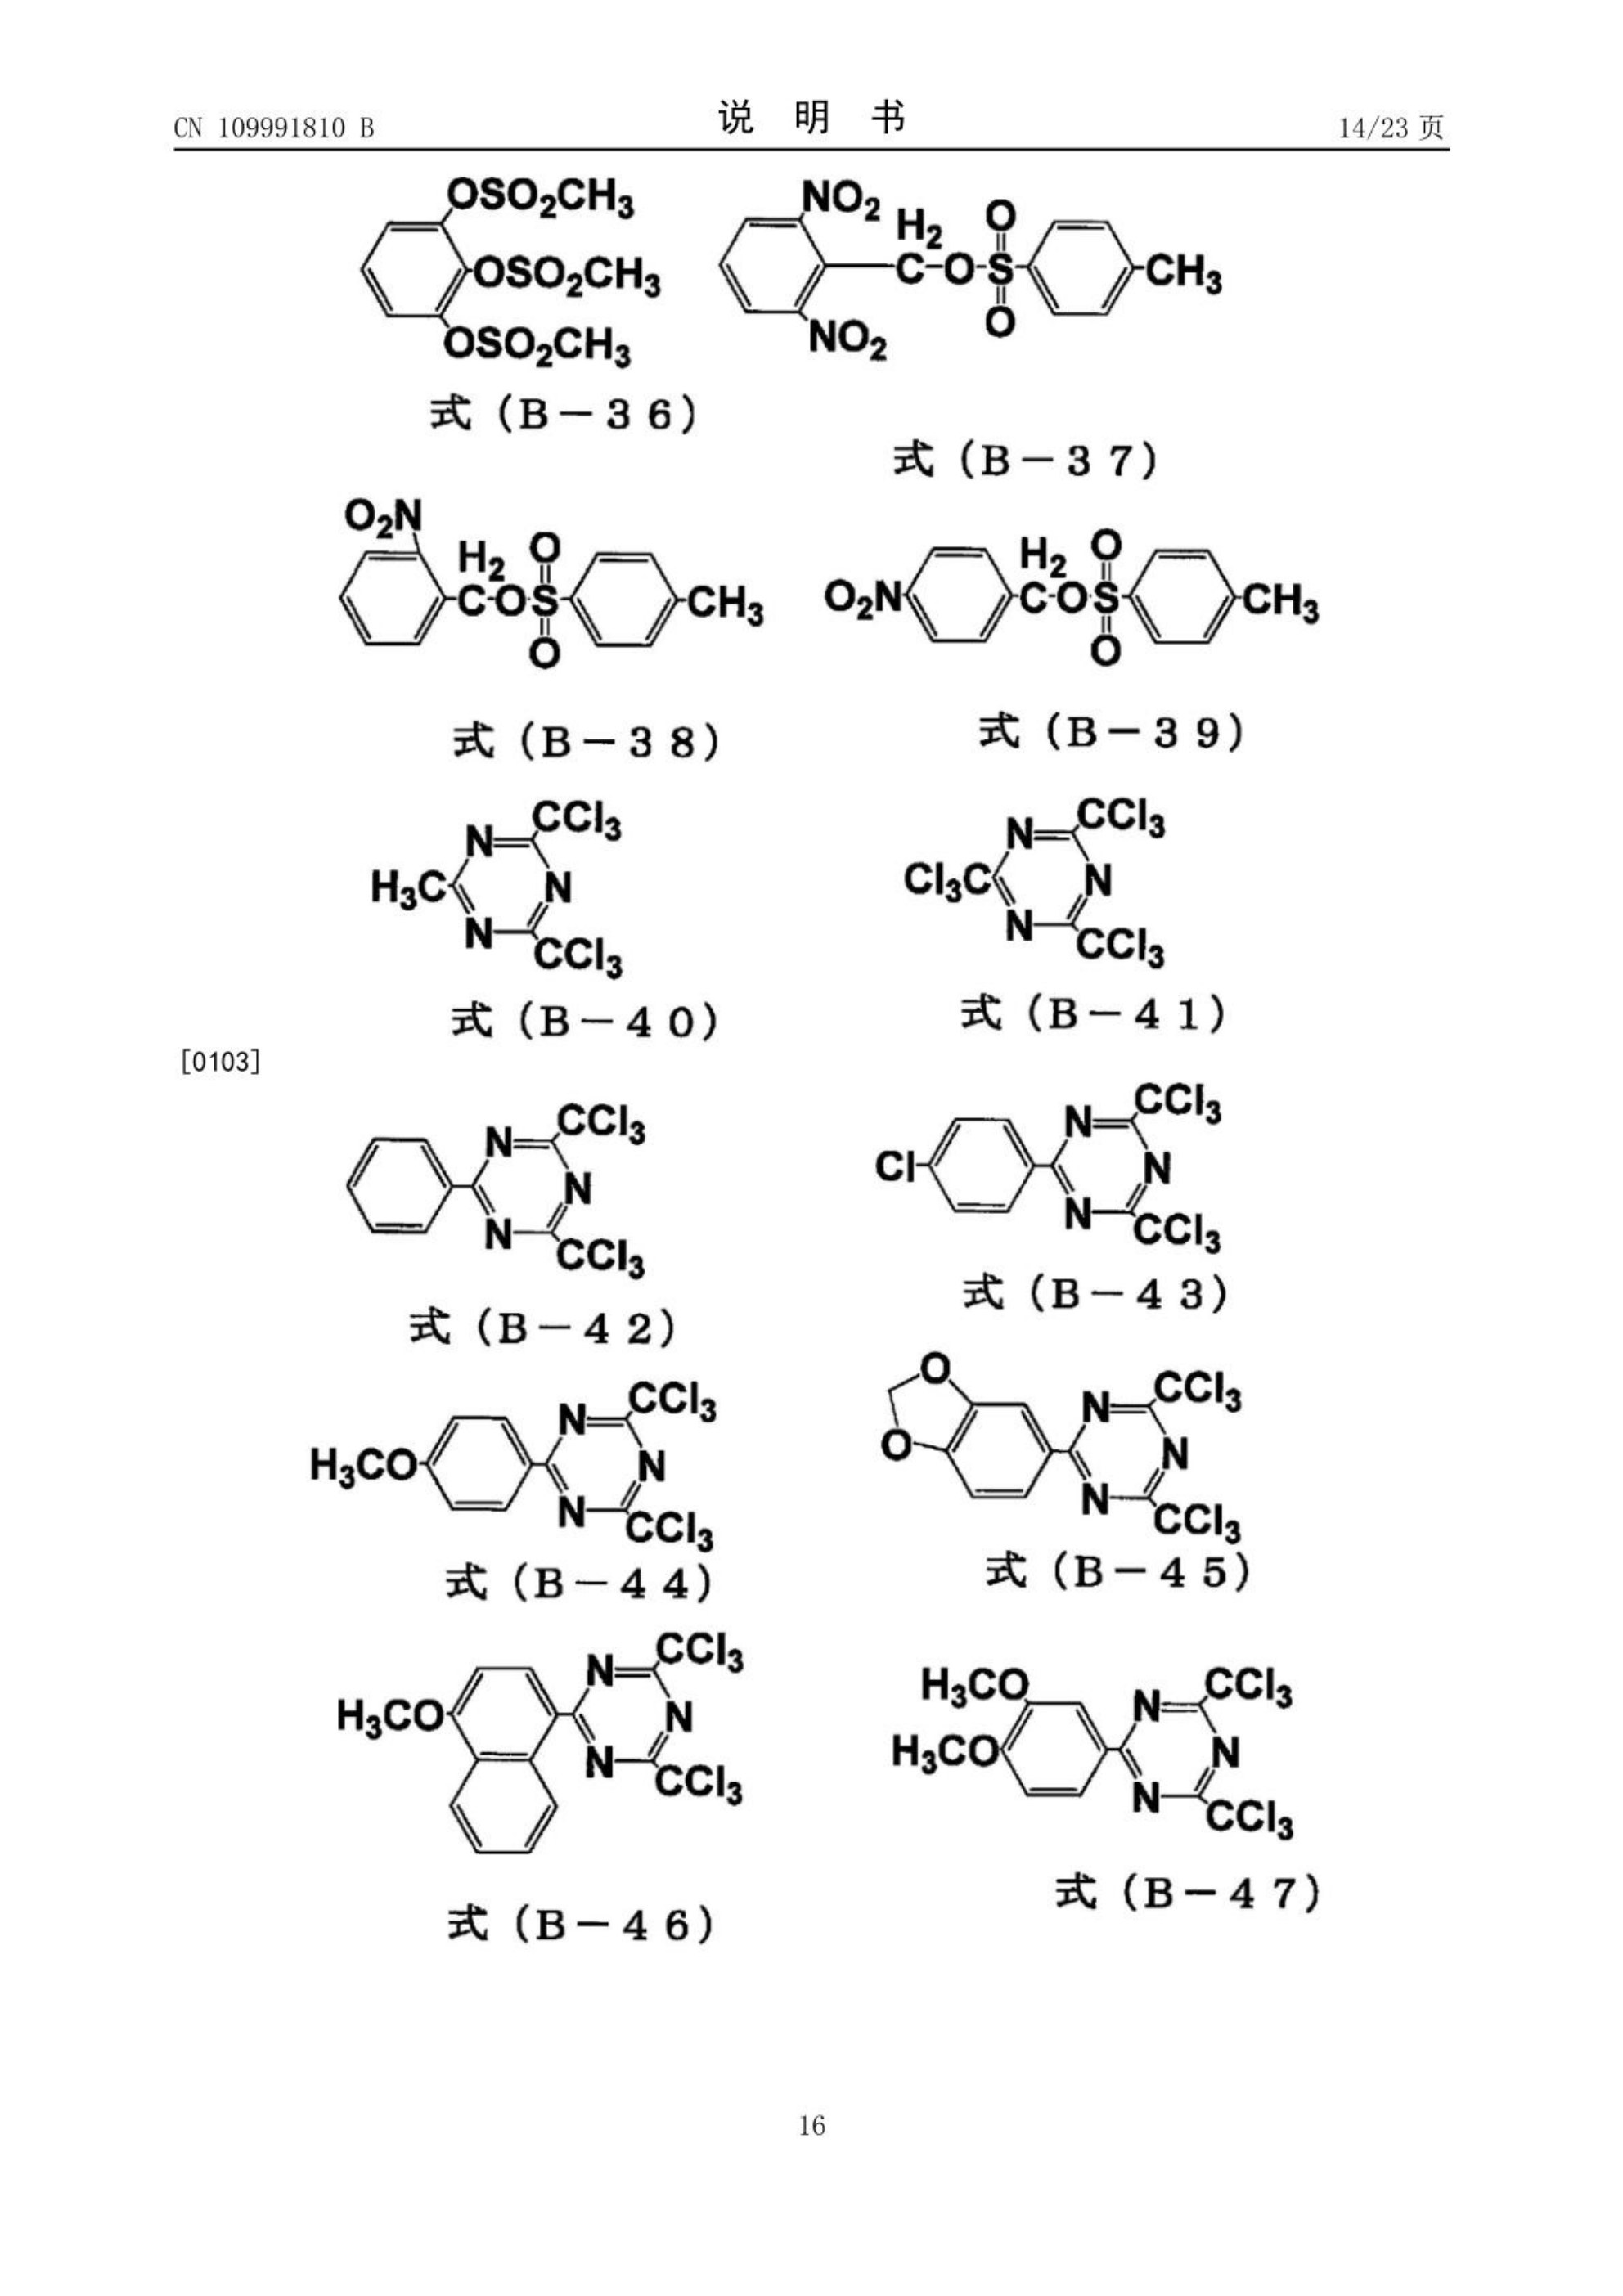 CN 109991810 B
说 明 书
14/23 页
OSO2CH3
OSO2CH3
OSO2CH3
式（B－３６）
NO2
H2
O
C-O-S
CH3
O
NO2
式（B－３７）
O2N
H2
O
C-O-S
CH3
O
式（B－３８）
H2
O
O2N
C-O-S
CH3
O
式（B－３９）
CCl3
N
H3C
N
N
CCl3
式（B－４０）
CCl3
N
Cl3C
N
N
CCl3
式（B－４１）
[0103]
CCl3
N
N
N
CCl3
式（B－４２）
CCl3
N
Cl
N
N
CCl3
式（B－４３）
CCl3
N
H3CO
N
N
CCl3
式（B－４４）
O
CCl3
N
O
N
N
CCl3
式（B－４５）
CCl3
N
H3CO
N
N
CCl3
式（B－４６）
H3CO
CCl3
N
H3CO
N
N
CCl3
式（B－４７）
16